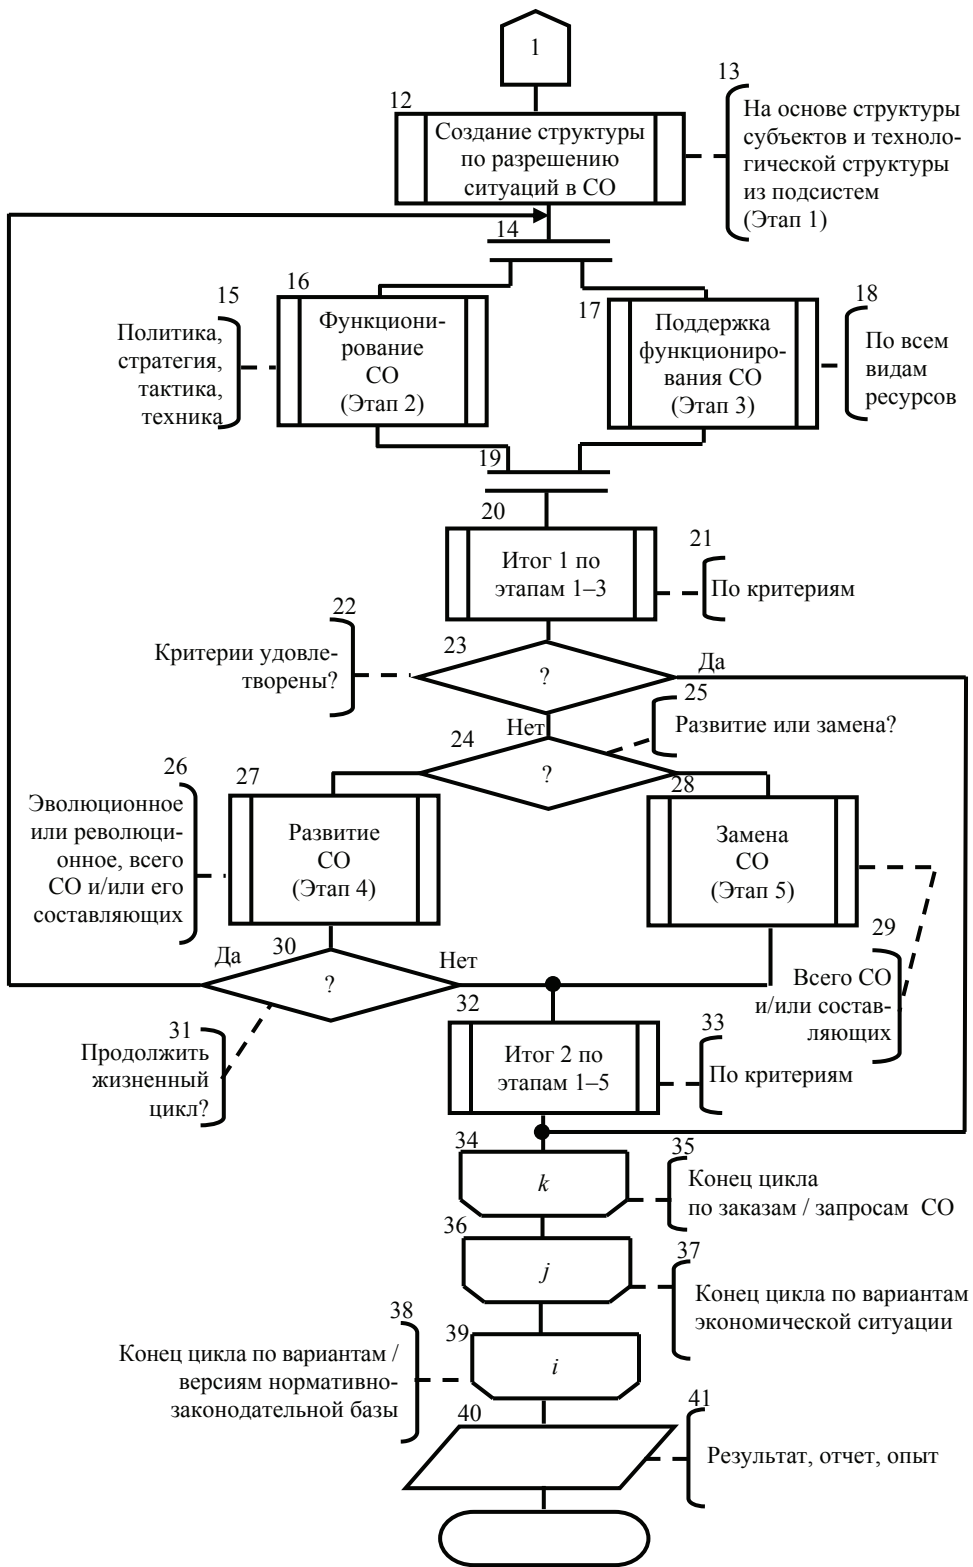 1
12
Создание структуры
по разрешению
ситуаций в СО
13
На основе структуры
субъектов и техноло-
гической структуры
из подсистем
(Этап 1)
14
15
Политика,
стратегия,
тактика,
техника
16
Функциони-
рование
СО
(Этап 2)
17
Поддержка
функциониро-
вания СО
(Этап 3)
18
По всем
видам
ресурсов
19
20
Итог 1 по
этапам 1–3
21
По критериям
22
Критерии удовле-
творены?
23
?
Да
Нет
24
?
25
Развитие или замена?
26
Эволюционное
или революци-
онное, всего
СО и/или его
составляющих
27
Развитие
СО
(Этап 4)
28
Замена
СО
(Этап 5)
29
Всего СО
и/или состав-
ляющих
30
Да
?
Нет
31
Продолжить
жизненный
цикл?
32
Итог 2 по
этапам 1–5
33
По критериям
34
k
35
Конец цикла
по заказам / запросам СО
36
j
37
Конец цикла по вариантам
экономической ситуации
38
Конец цикла по вариантам /
версиям нормативно-
законодательной базы
39
i
40
41
Результат, отчет, опыт